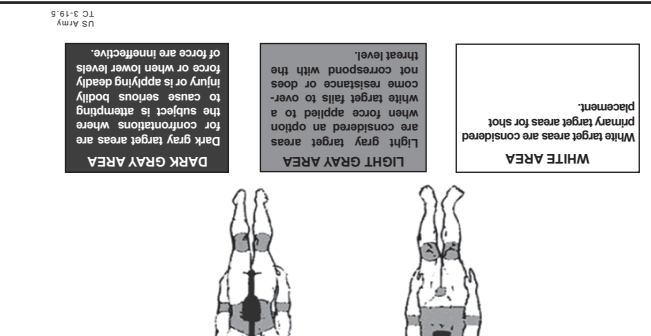 WHITE AREA
White target areas are considered
primary target areas for shot
placement.
LIGHT GRAY AREA
Light gray target areas
are considered an option
when force applied to a
white target fails to over-
come resistance or does
not correspond with the
threat level.
DARK GRAY AREA
Dark gray target areas are
for confrontations where
the subject is attempting
to cause serious bodily
injury or is applying deadly
force or when lower levels
of force are inneffective.
US Army
TC 3-19.5